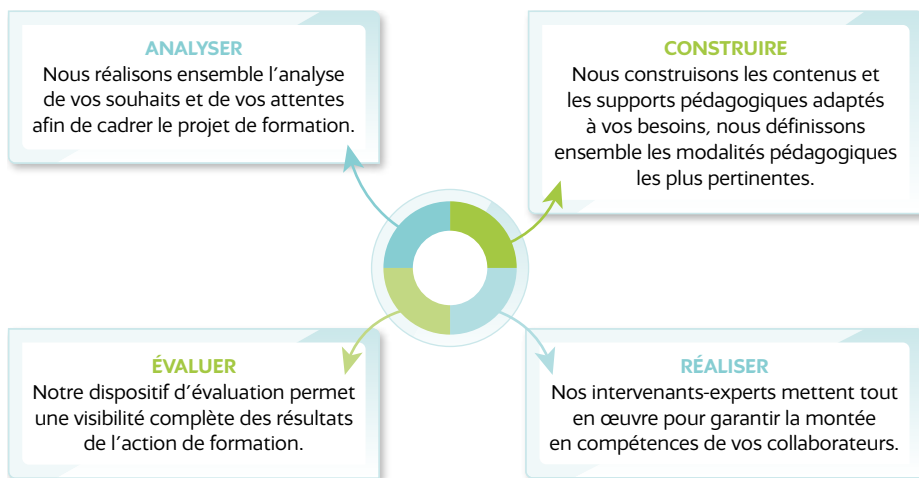 ANALYSER
Nous réalisons ensemble l’analyse
de vos souhaits et de vos attentes
afin de cadrer le projet de formation.
CONSTRUIRE
Nous construisons les contenus et
les supports pédagogiques adaptés
à vos besoins, nous définissons
ensemble les modalités pédagogiques
les plus pertinentes.
ÉVALUER
Notre dispositif d’évaluation permet
une visibilité complète des résultats
de l’action de formation.
RÉALISER
Nos intervenants-experts mettent tout
en œuvre pour garantir la montée
en compétences de vos collaborateurs.